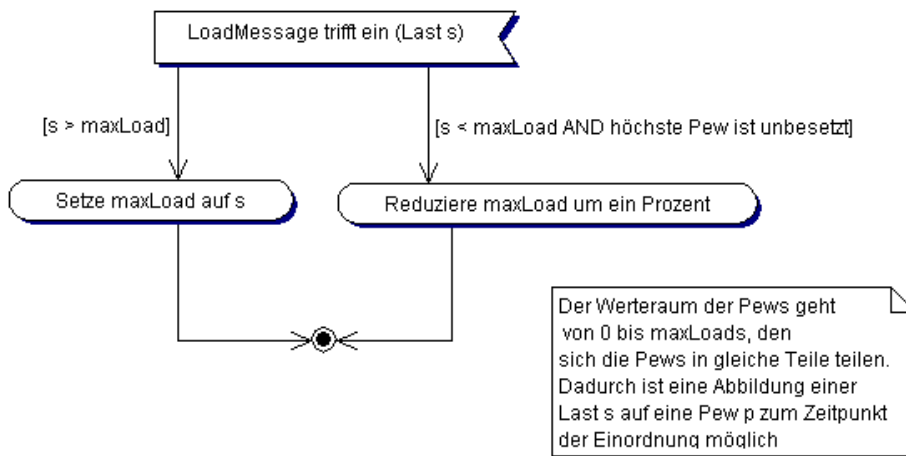 LoadMessage trifft ein (Last s)
[s > maxLoad]
[s < maxLoad AND höchste Pew ist unbesetzt]
Setze maxLoad auf s
Reduziere maxLoad um ein Prozent
Der Werteraum der Pews geht
von 0 bis maxLoads, den
sich die Pews in gleiche Teile teilen.
Dadurch ist eine Abbildung einer
Last s auf eine Pew p zum Zeitpunkt
der Einordnung möglich